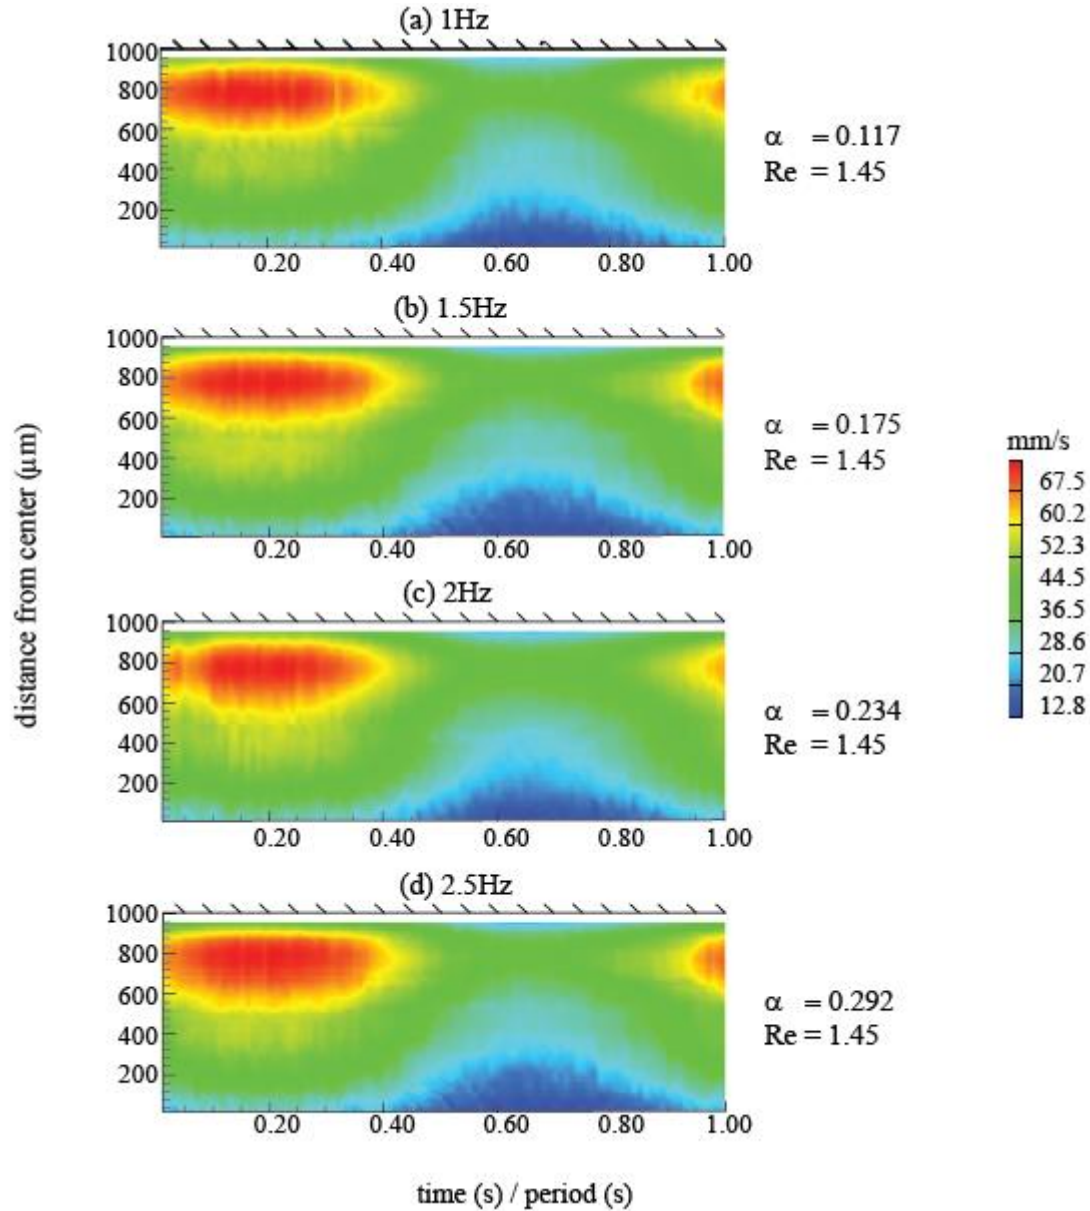 (a) 1Hz
1000
800
600
400
200
0.20 0.40 0.60 0.80 1.00
α = 0.117
Re = 1.45
(b) 1.5Hz
1000
800
600
400
200
0.20 0.40 0.60 0.80 1.00
α = 0.175
Re = 1.45
(c) 2Hz
1000
800
600
400
200
0.20 0.40 0.60 0.80 1.00
α = 0.234
Re = 1.45
(d) 2.5Hz
1000
800
600
400
200
0.20 0.40 0.60 0.80 1.00
α = 0.292
Re = 1.45
distance from center (µm)
time (s) / period (s)
mm/s
67.5
60.2
52.3
44.5
36.5
28.6
20.7
12.8